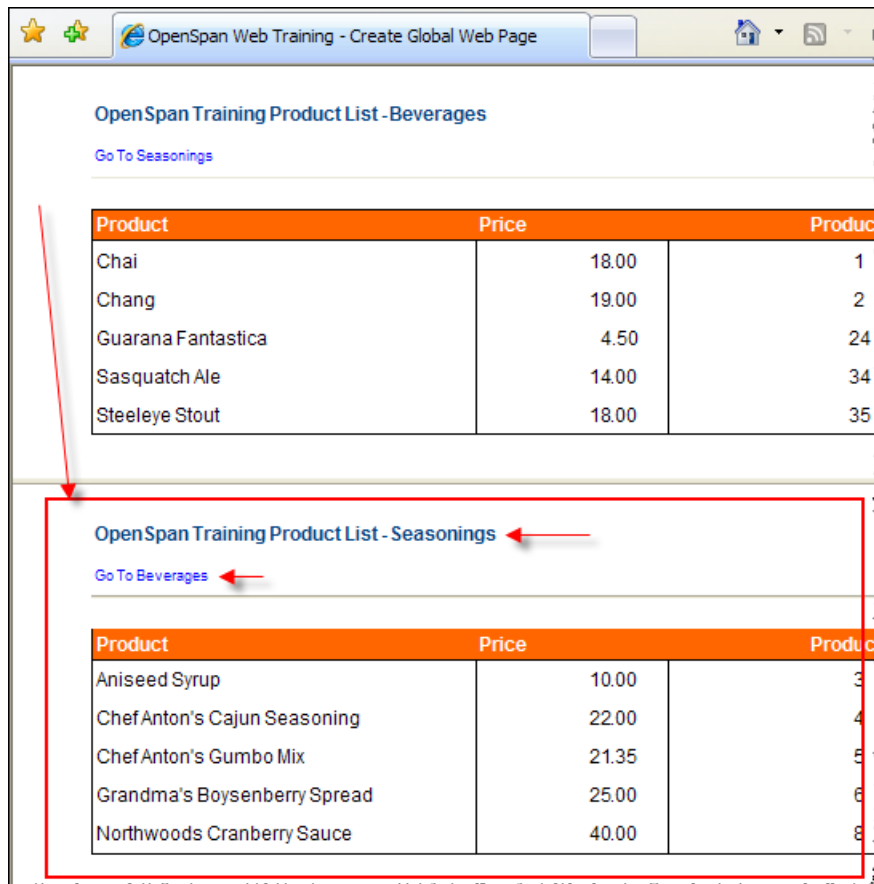 OpenSpan Web Training - Create Global Web Page
OpenSpan Training Product List - Beverages
Go To Seasonings
Product Price Produc
Chai 18.00 1
Chang 19.00 2
Guarana Fantastica 4.50 24
Sasquatch Ale 14.00 34
Steeleye Stout 18.00 35
OpenSpan Training Product List - Seasonings
Go To Beverages
Product Price Produc
Aniseed Syrup 10.00 3
Chef Anton's Cajun Seasoning 22.00 4
Chef Anton's Gumbo Mix 21.35 5
Grandma's Boysenberry Spread 25.00 6
Northwoods Cranberry Sauce 40.00 8